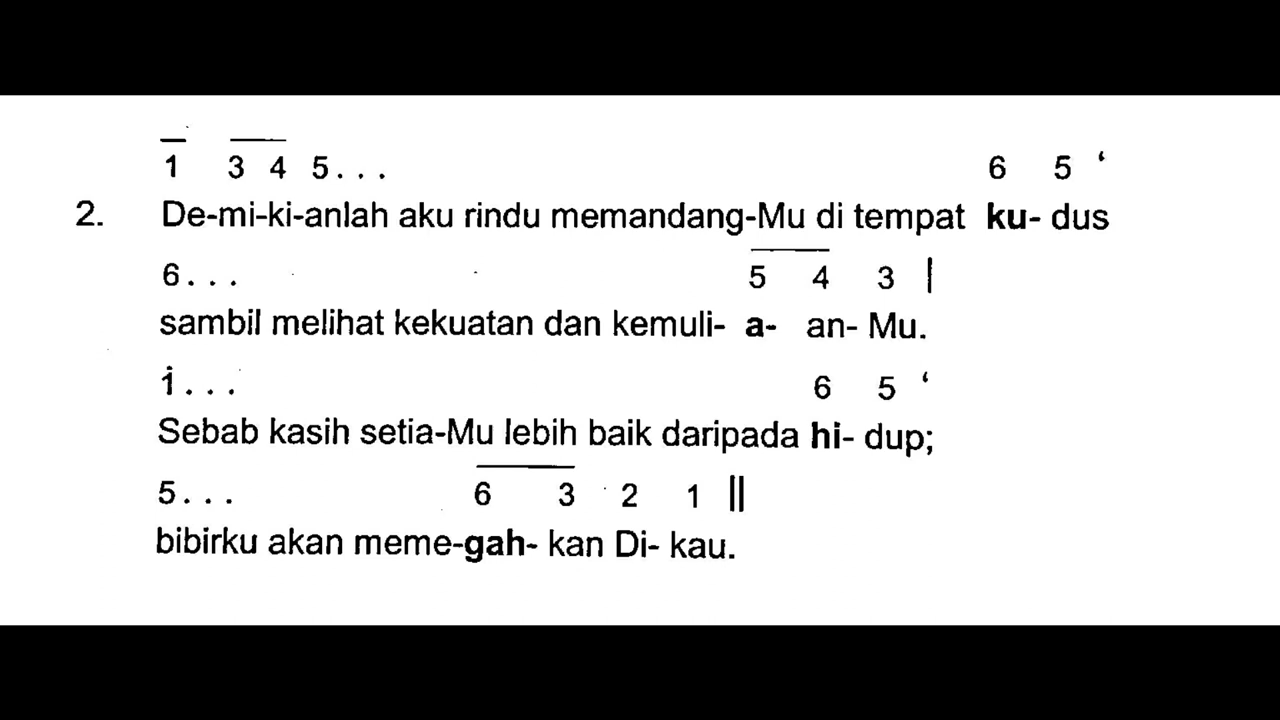 1 3 4 5... 6 5 ‘
2. De-mi-ki-anlah aku rindu memandang-Mu di tempat ku- dus
6... 5 4 3 |
sambil melihat kekuatan dan kemuli- a- an- Mu.
1̇... 6 5 ‘
Sebab kasih setia-Mu lebih baik daripada hi- dup;
5... 6 3 2 1 ||
bibirku akan meme-gah- kan Di- kau.